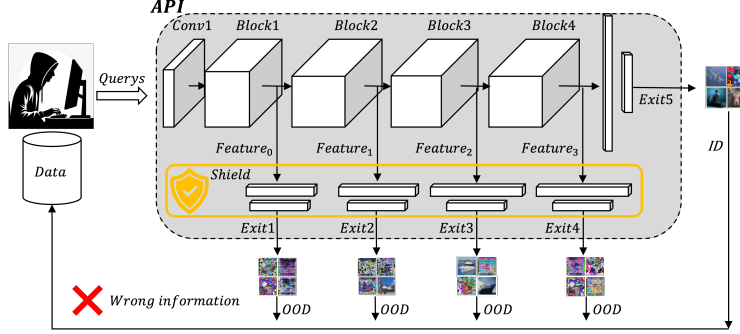 API
Conv1 Block1 Block2 Block3 Block4
Querys
Exit5
Feature0 Feature1 Feature2 Feature3
ID
Data
Shield
Exit1 Exit2 Exit3 Exit4
Wrong information
OOD OOD OOD OOD